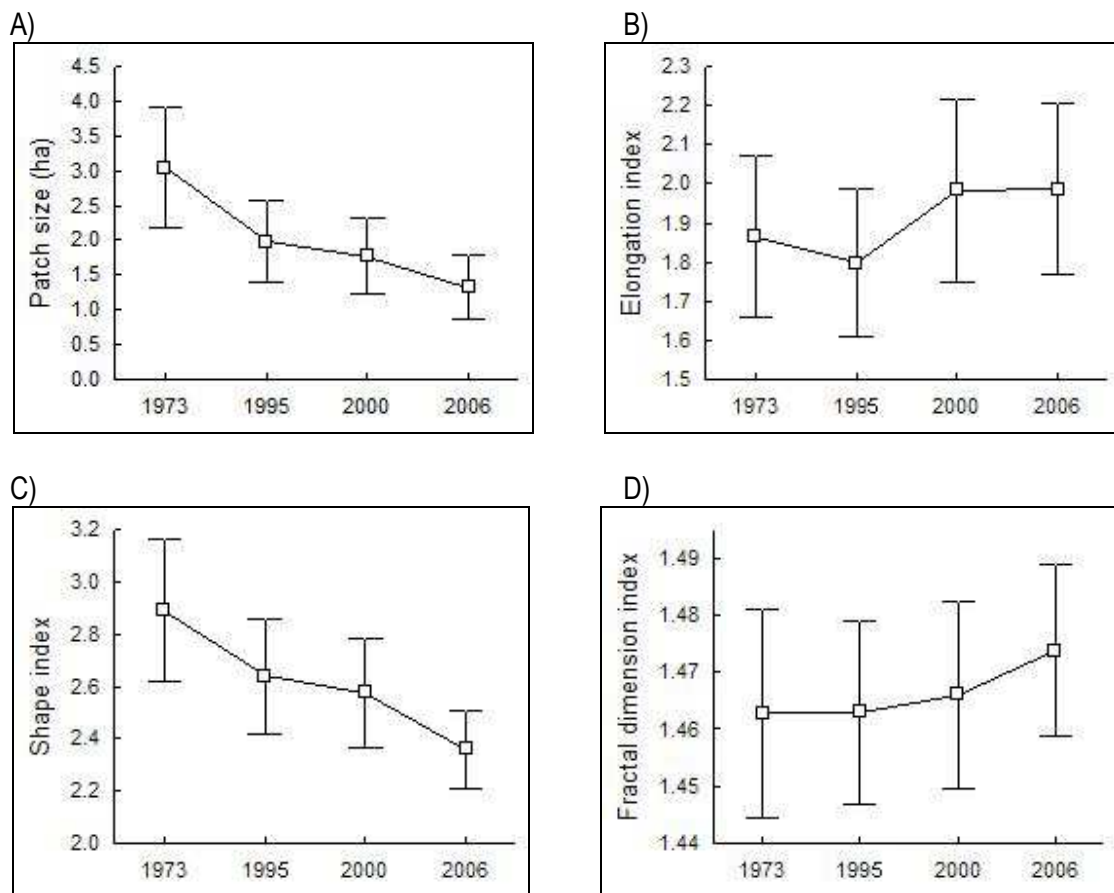 A)
Patch size (ha)
4.5
4.0
3.5
3.0
2.5
2.0
1.5
1.0
0.5
0.0
1973 1995 2000 2006
B)
Elongation index
2.3
2.2
2.1
2.0
1.9
1.8
1.7
1.6
1.5
1973 1995 2000 2006
C)
Shape index
3.2
3.0
2.8
2.6
2.4
2.2
2.0
1973 1995 2000 2006
D)
Fractal dimension index
1.49
1.48
1.47
1.46
1.45
1.44
1973 1995 2000 2006